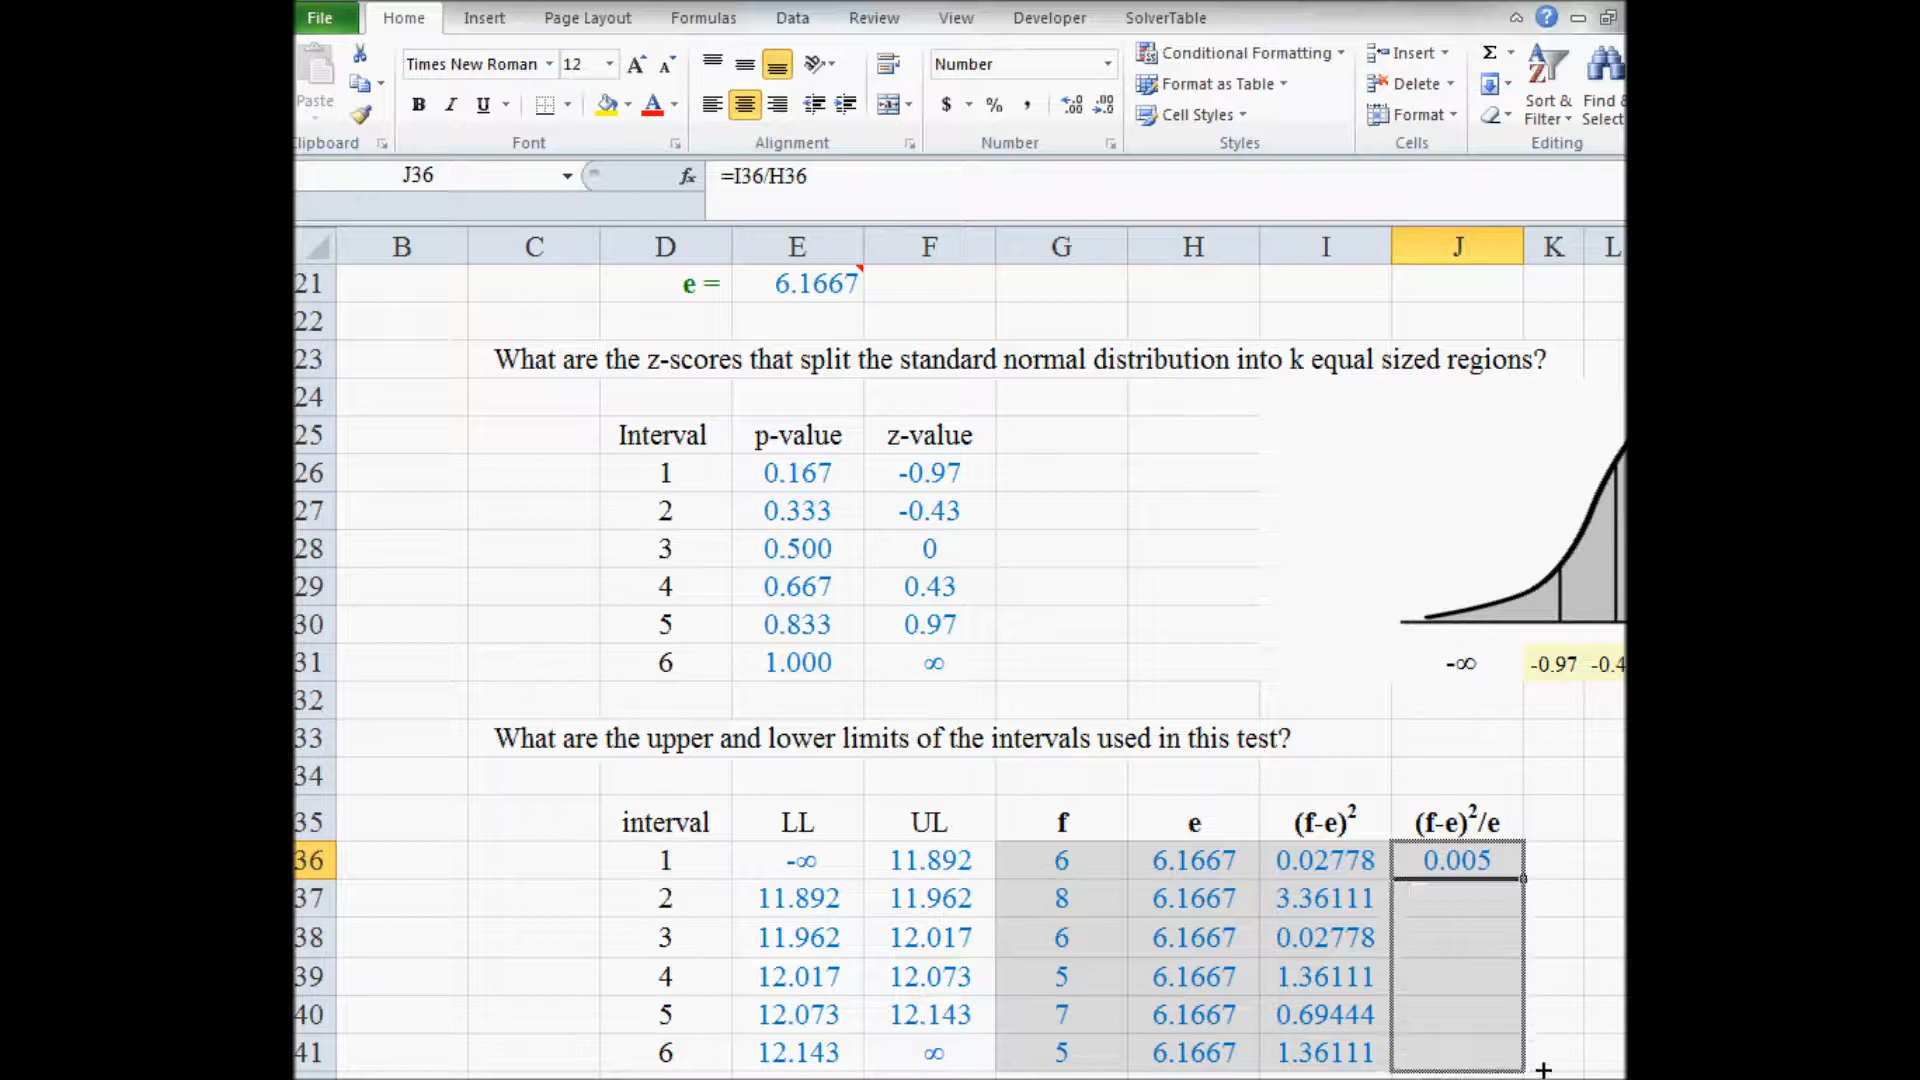 File Home Insert Page Layout Formulas Data Review View Developer SolverTable
Times New Roman 12 Number Conditional Formatting Insert Σ
Paste Format as Table Delete
B I U A $ % , Cell Styles Format Sort & Find &
Filter Select
lipboard Font Alignment Number Styles Cells Editing
J36 fx =I36/H36
B C D E F G H I J K L
21 e = 6.1667
22
23 What are the z-scores that split the standard normal distribution into k equal sized regions?
24
25 Interval p-value z-value
26 1 0.167 -0.97
27 2 0.333 -0.43
28 3 0.500 0
29 4 0.667 0.43
30 5 0.833 0.97
31 6 1.000 ∞ -∞ -0.97 -0.4
32
33 What are the upper and lower limits of the intervals used in this test?
34
35 interval LL UL f e (f-e)² (f-e)²/e
36 1 -∞ 11.892 6 6.1667 0.02778 0.005
37 2 11.892 11.962 8 6.1667 3.36111
38 3 11.962 12.017 6 6.1667 0.02778
39 4 12.017 12.073 5 6.1667 1.36111
40 5 12.073 12.143 7 6.1667 0.69444
41 6 12.143 ∞ 5 6.1667 1.36111